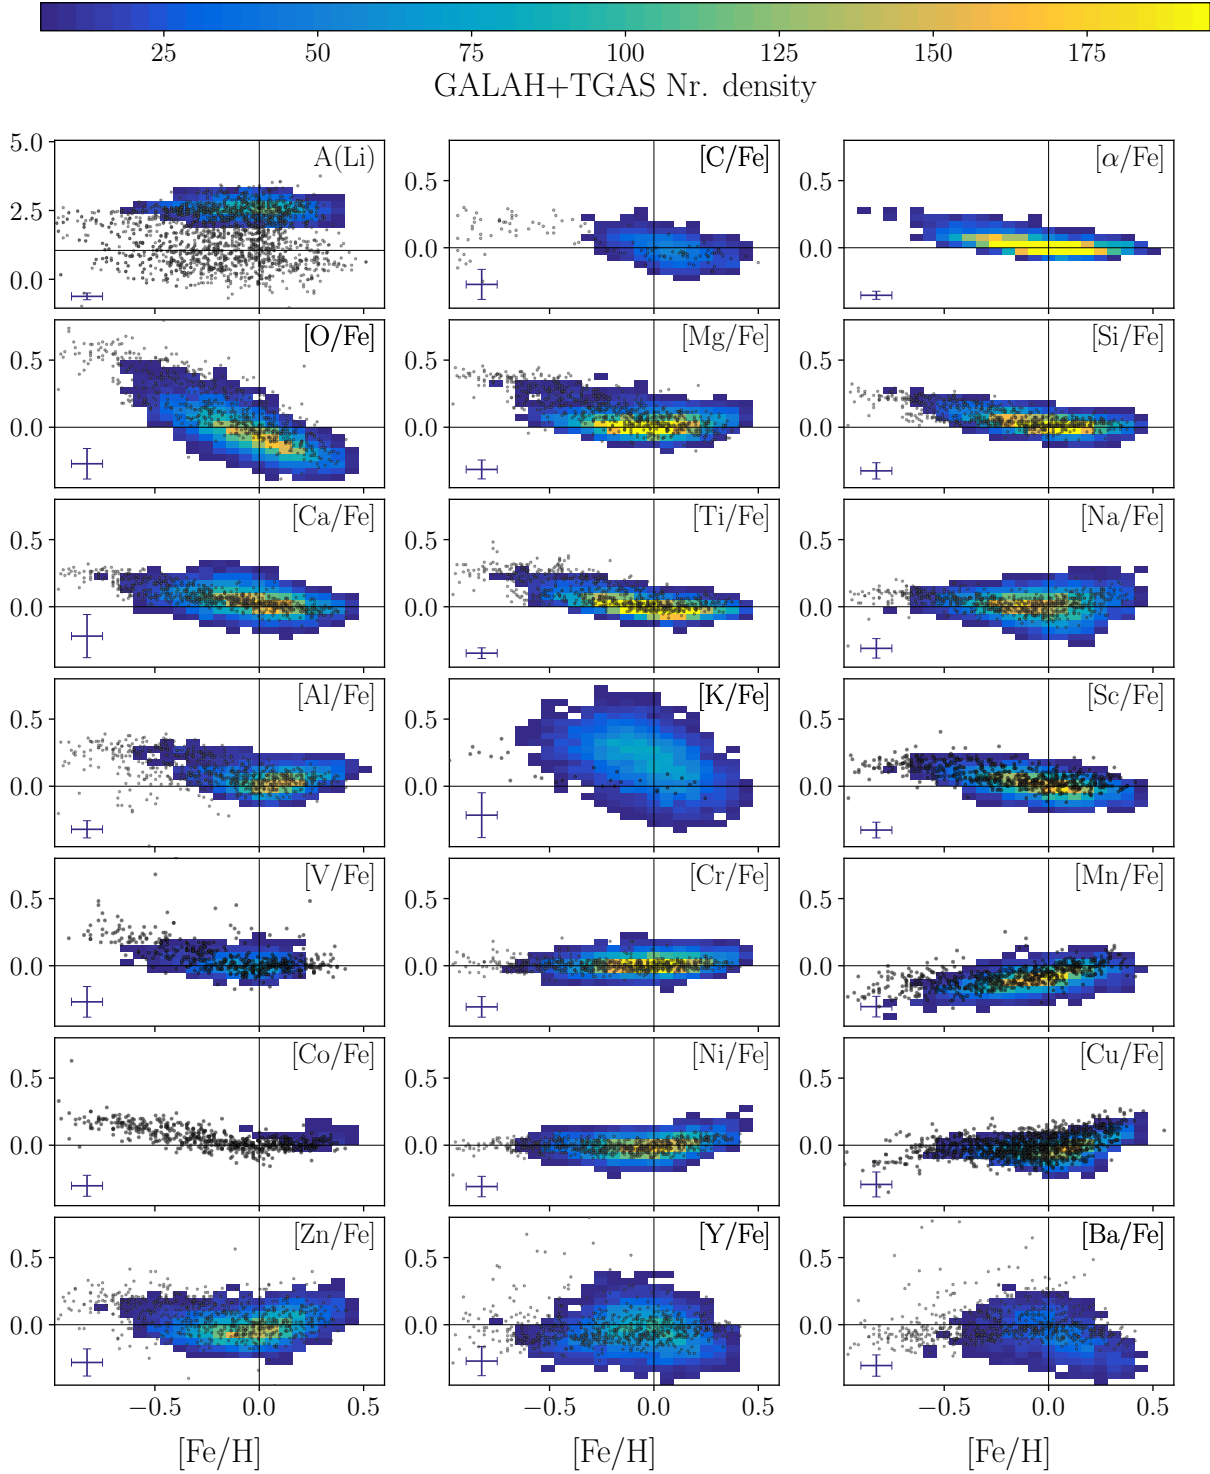 25 50 75 100 125 150 175
GALAH+TGAS Nr. density
5.0 2.5 0.0 A(Li)
0.5 0.0 [C/Fe]
0.5 0.0 [α/Fe]
0.5 0.0 [O/Fe]
0.5 0.0 [Mg/Fe]
0.5 0.0 [Si/Fe]
0.5 0.0 [Ca/Fe]
0.5 0.0 [Ti/Fe]
0.5 0.0 [Na/Fe]
0.5 0.0 [Al/Fe]
0.5 0.0 [K/Fe]
0.5 0.0 [Sc/Fe]
0.5 0.0 [V/Fe]
0.5 0.0 [Cr/Fe]
0.5 0.0 [Mn/Fe]
0.5 0.0 [Co/Fe]
0.5 0.0 [Ni/Fe]
0.5 0.0 [Cu/Fe]
0.5 0.0 [Zn/Fe]
0.5 0.0 [Y/Fe]
0.5 0.0 [Ba/Fe]
−0.5 0.0 0.5
−0.5 0.0 0.5
−0.5 0.0 0.5
[Fe/H] [Fe/H] [Fe/H]